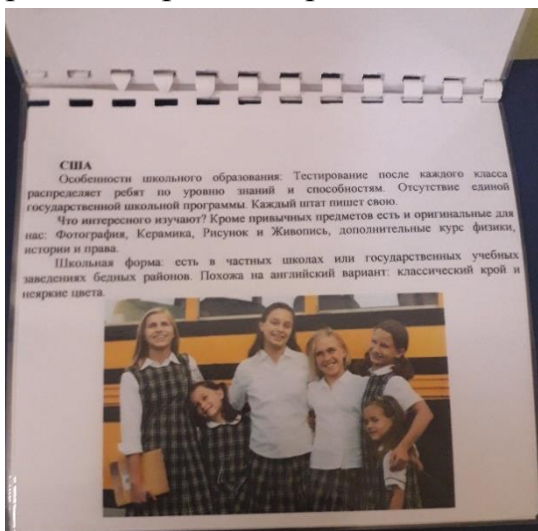 США
Особенности школьного образования: Тестирование после каждого класса
распределяет ребят по уровню знаний и способностям. Отсутствие единой
государственной школьной программы. Каждый штат пишет свою.
Что интересного изучают? Кроме привычных предметов есть и оригинальные для
нас: Фотография, Керамика, Рисунок и Живопись, дополнительные курс физики,
истории и права.
Школьная форма: есть в частных школах или государственных учебных
заведениях бедных районов. Похожа на английский вариант: классический крой и
неяркие цвета.